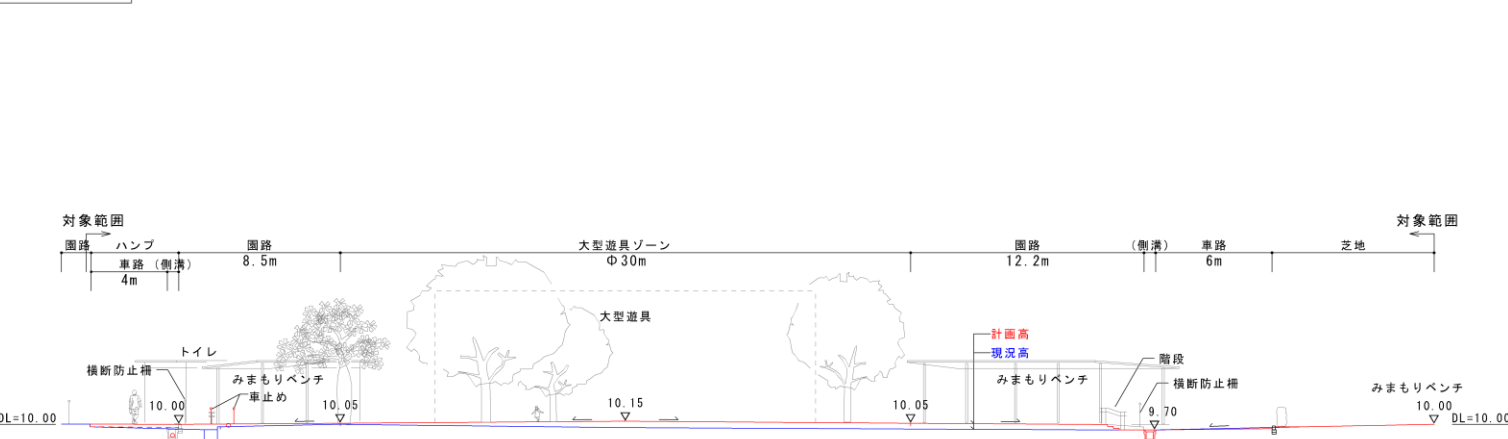 対象範囲
対象範囲
園路 ハンプ 園路 大型遊具ゾーン 園路 (側溝) 車路 芝地
8.5m Φ30m 12.2m 6m
車路 (側溝)
4m
大型遊具
計画高
現況高
トイレ
階段
横断防止柵
みまもりベンチ
みまもりベンチ
横断防止柵
みまもりベンチ
車止め
10.00 10.05 10.15 10.05 9.70 10.00
DL=10.00 DL=10.00